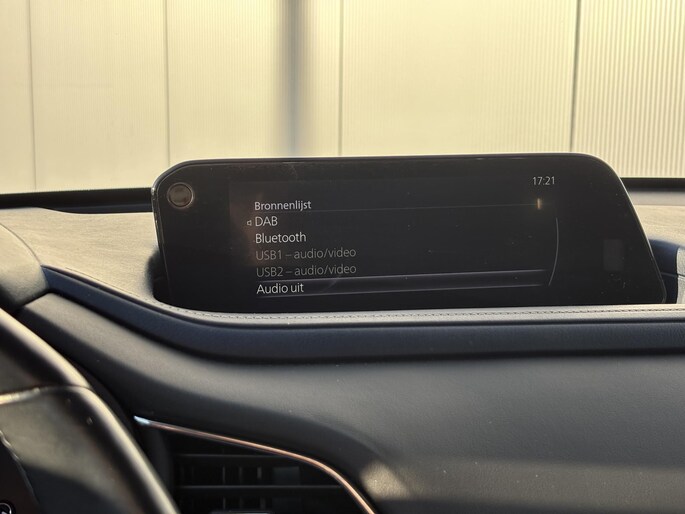 17:21
Bronnenlijst
DAB
Bluetooth
USB1 – audio/video
USB2 – audio/video
Audio uit